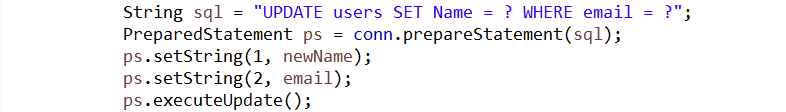 String sql = "UPDATE users SET Name = ? WHERE email = ?";
PreparedStatement ps = conn.prepareStatement(sql);
ps.setString(1, newName);
ps.setString(2, email);
ps.executeUpdate();